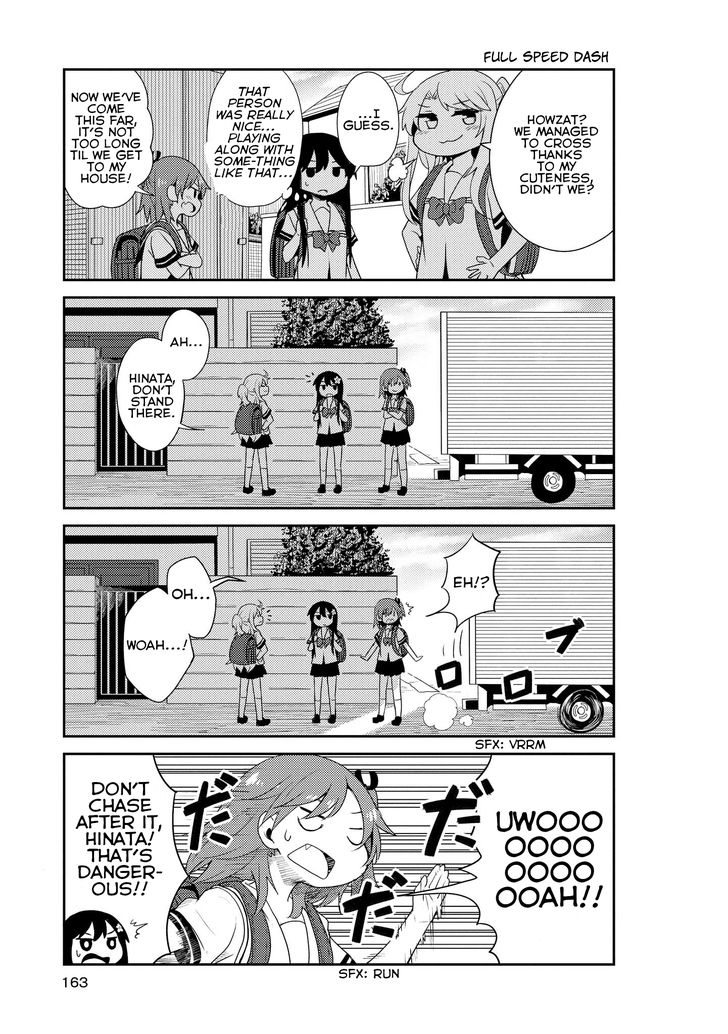 FULL SPEED DASH
HOWZAT?
WE MANAGED
TO CROSS
THANKS
TO MY
CUTENESS,
DIDN'T WE?
...I
GUESS.
THAT
PERSON
WAS REALLY
NICE...
PLAYING
ALONG WITH
SOME-THING
LIKE THAT...
NOW WE'VE
COME
THIS FAR,
IT'S NOT
TOO LONG
TIL WE GET
TO MY
HOUSE!
AH...
HINATA,
DON'T
STAND
THERE.
EH!?
ブロロ
OH...
WOAH...!
SFX: VRRM
UWOOO
OOOO
OOOO
OOAH!!
だだだだ
DON'T
CHASE
AFTER IT,
HINATA!
THAT'S
DANGER-
OUS!!
SFX: RUN
163